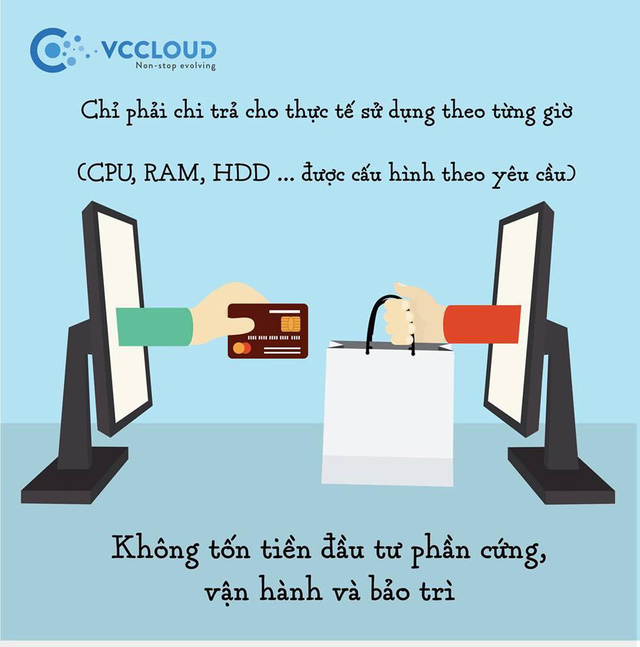 VCCLOUD
Non-stop evolving
Chỉ phải chi trả cho thực tế sử dụng theo từng giờ
(CPU, RAM, HDD ... được cấu hình theo yêu cầu)
Không tốn tiền đầu tư phần cứng,
vận hành và bảo trì